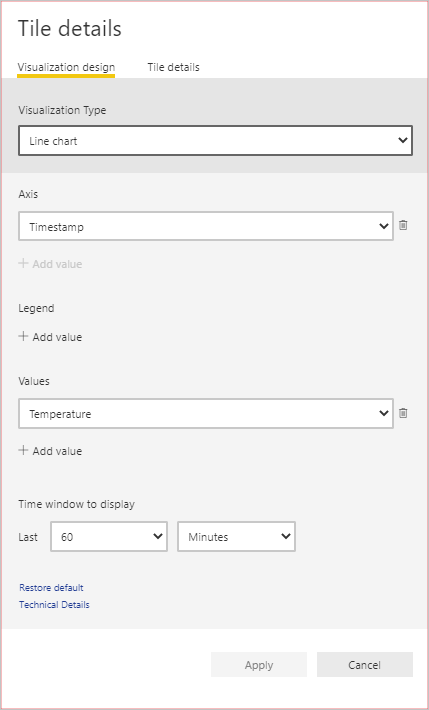 Tile details
Visualization design Tile details
Visualization Type
Line chart
Axis
Timestamp
+ Add value
Legend
+ Add value
Values
Temperature
+ Add value
Time window to display
Last 60 Minutes
Restore default
Technical Details
Apply Cancel